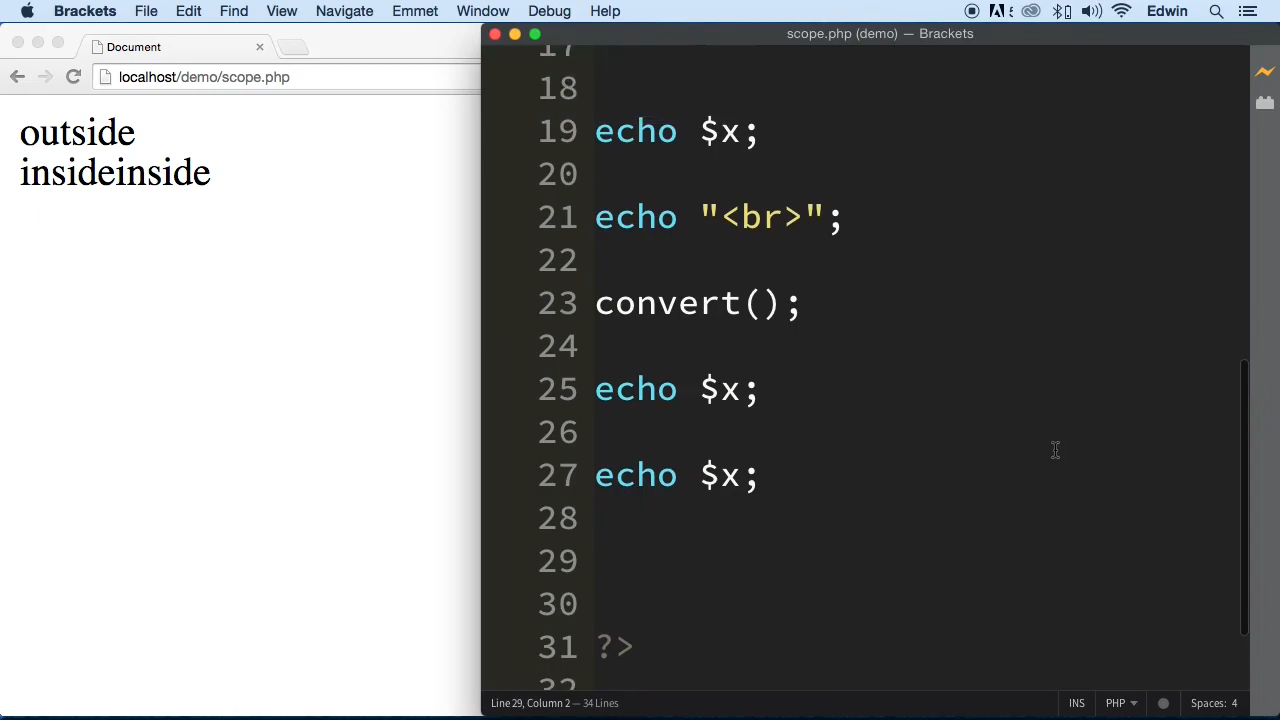 Brackets File Edit Find View Navigate Emmet Window Debug Help Edwin
Document
localhost/demo/scope.php
outside
insideinside
scope.php (demo) — Brackets
17
18
19 echo $x;
20
21 echo "<br>";
22
23 convert();
24
25 echo $x;
26
27 echo $x;
28
29
30
31 ?>
32
Line 29, Column 2 — 34 Lines
INS PHP Spaces: 4